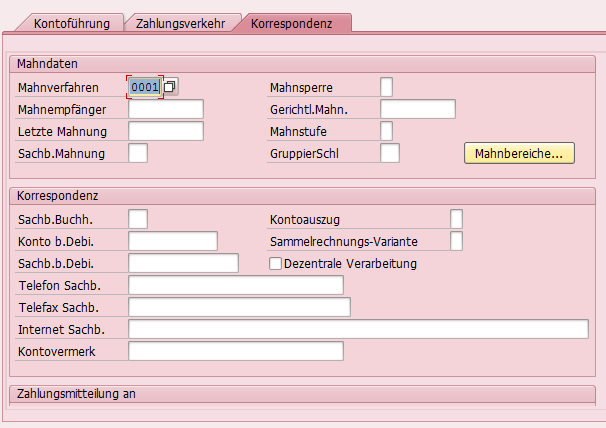 Kontoführung Zahlungsverkehr Korrespondenz
Mahndaten
Mahnverfahren 0001 Mahnsperre
Mahnempfänger Gerichtl.Mahn.
Letzte Mahnung Mahnstufe
Sachb.Mahnung GruppierSchl Mahnbereiche...
Korrespondenz
Sachb.Buchh. Kontoauszug
Konto b.Debi. Sammelrechnungs-Variante
Sachb.b.Debi. Dezentrale Verarbeitung
Telefon Sachb.
Telefax Sachb.
Internet Sachb.
Kontovermerk
Zahlungsmitteilung an